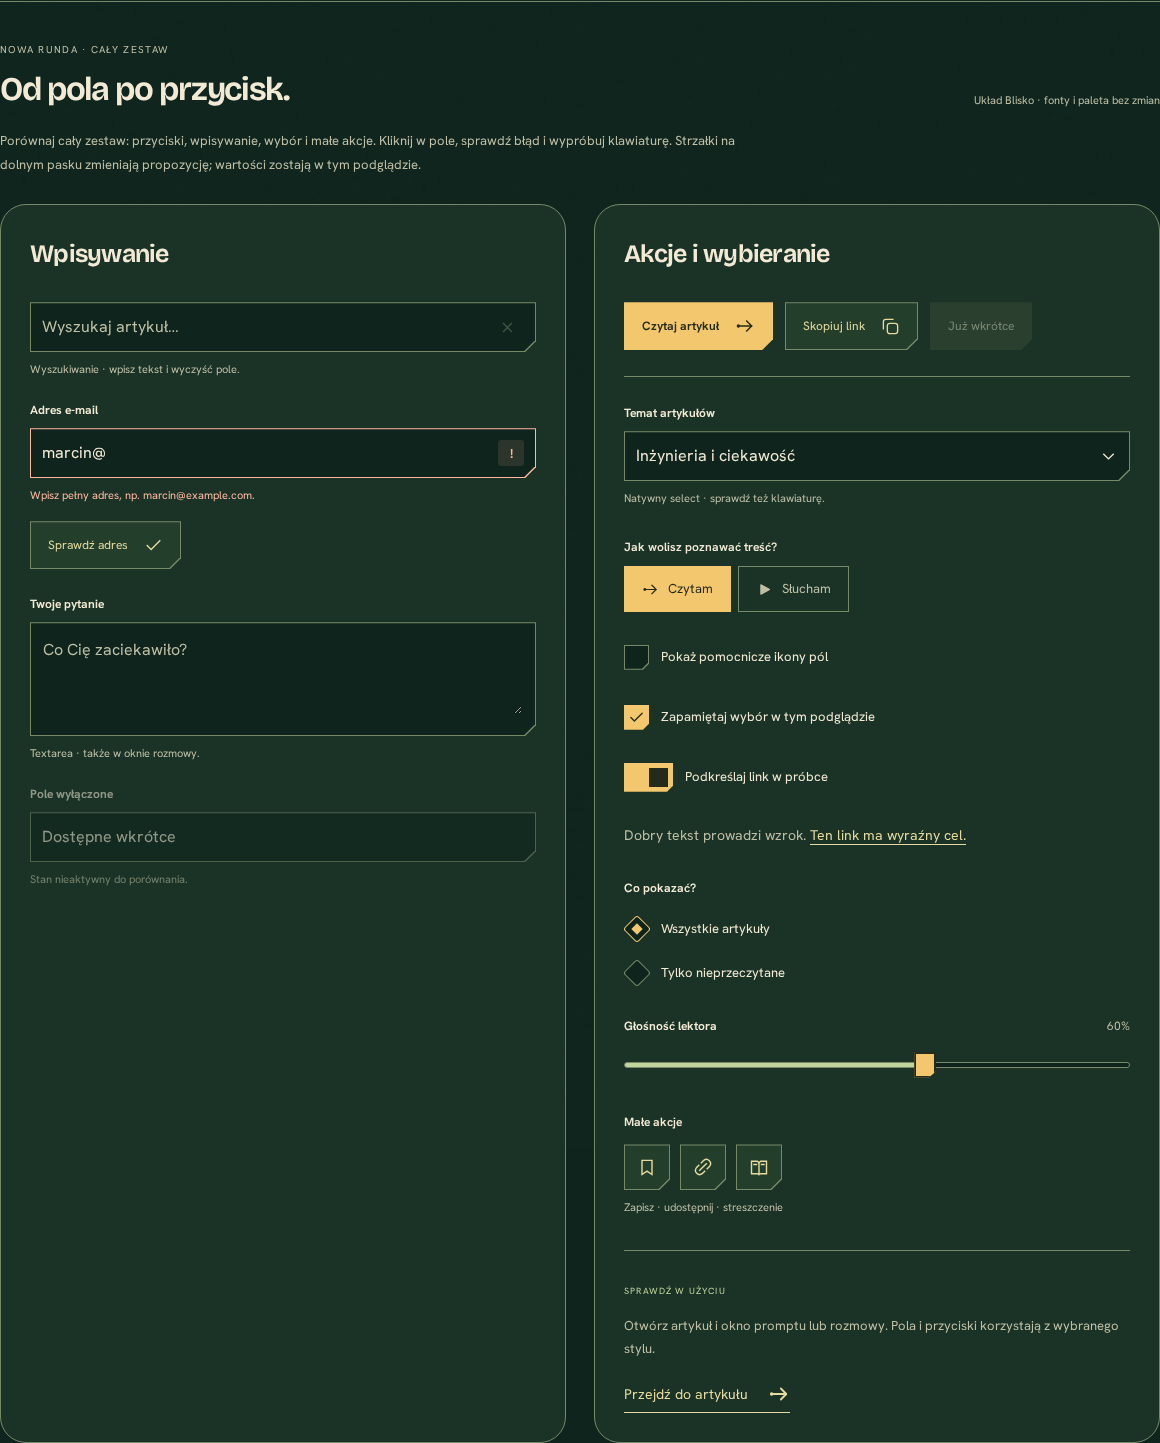 NOWA RUNDA · CAŁY ZESTAW
Od pola po przycisk.
Układ Blisko · fonty i paleta bez zmian
Porównaj cały zestaw: przyciski, wpisywanie, wybór i małe akcje. Kliknij w pole, sprawdź błąd i wypróbuj klawiaturę. Strzałki na
dolnym pasku zmieniają propozycję; wartości zostają w tym podglądzie.
Wpisywanie
Wyszukaj artykuł…
Wyszukiwanie · wpisz tekst i wyczyść pole.
Adres e-mail
marcin@
!
Wpisz pełny adres, np. marcin@example.com.
Sprawdź adres
Twoje pytanie
Co Cię zaciekawiło?
Textarea · także w oknie rozmowy.
Pole wyłączone
Dostępne wkrótce
Stan nieaktywny do porównania.
Akcje i wybieranie
Czytaj artykuł
Skopiuj link
Już wkrótce
Temat artykułów
Inżynieria i ciekawość
Natywny select · sprawdź też klawiaturę.
Jak wolisz poznawać treść?
Czytam
Słucham
Pokaż pomocnicze ikony pól
Zapamiętaj wybór w tym podglądzie
Podkreślaj link w próbce
Dobry tekst prowadzi wzrok. Ten link ma wyraźny cel.
Co pokazać?
Wszystkie artykuły
Tylko nieprzeczytane
Głośność lektora
60%
Małe akcje
Zapisz · udostępnij · streszczenie
SPRAWDŹ W UŻYCIU
Otwórz artykuł i okno promptu lub rozmowy. Pola i przyciski korzystają z wybranego
stylu.
Przejdź do artykułu